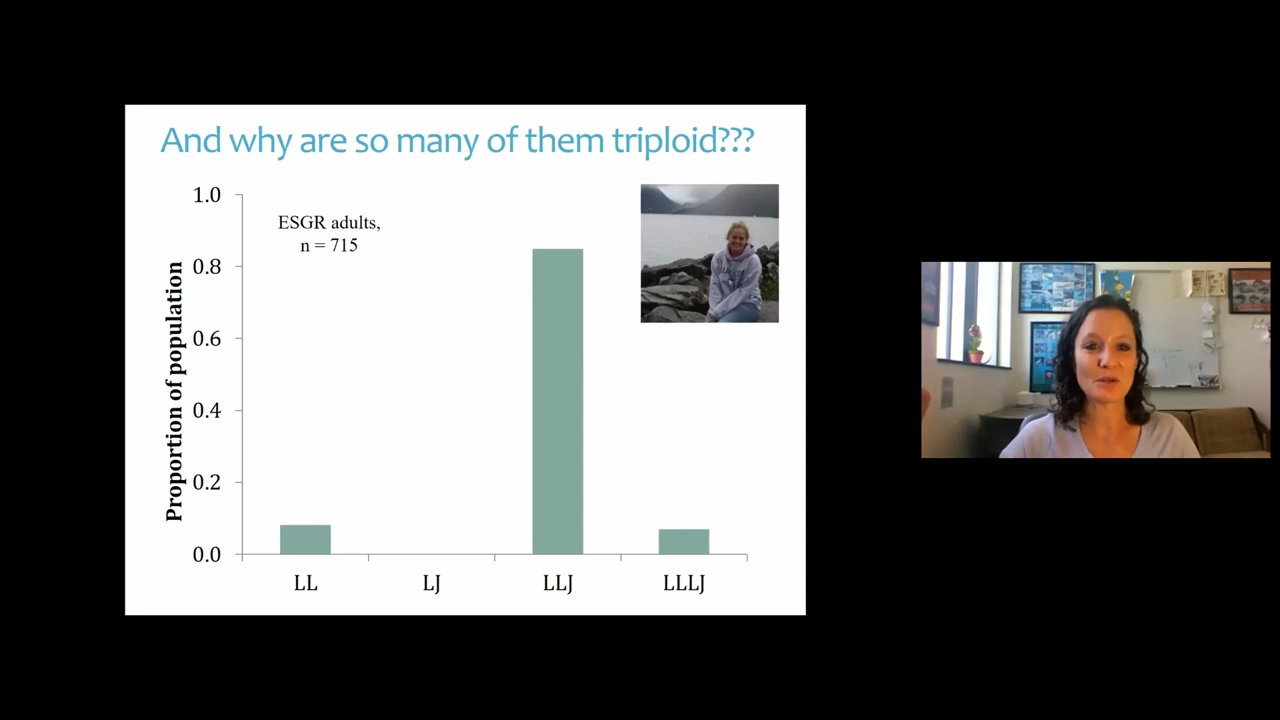 And why are so many of them triploid???
ESGR adults,
n = 715
Proportion of population
1.0
0.8
0.6
0.4
0.2
0.0
LL
LJ
LLJ
LLLJ